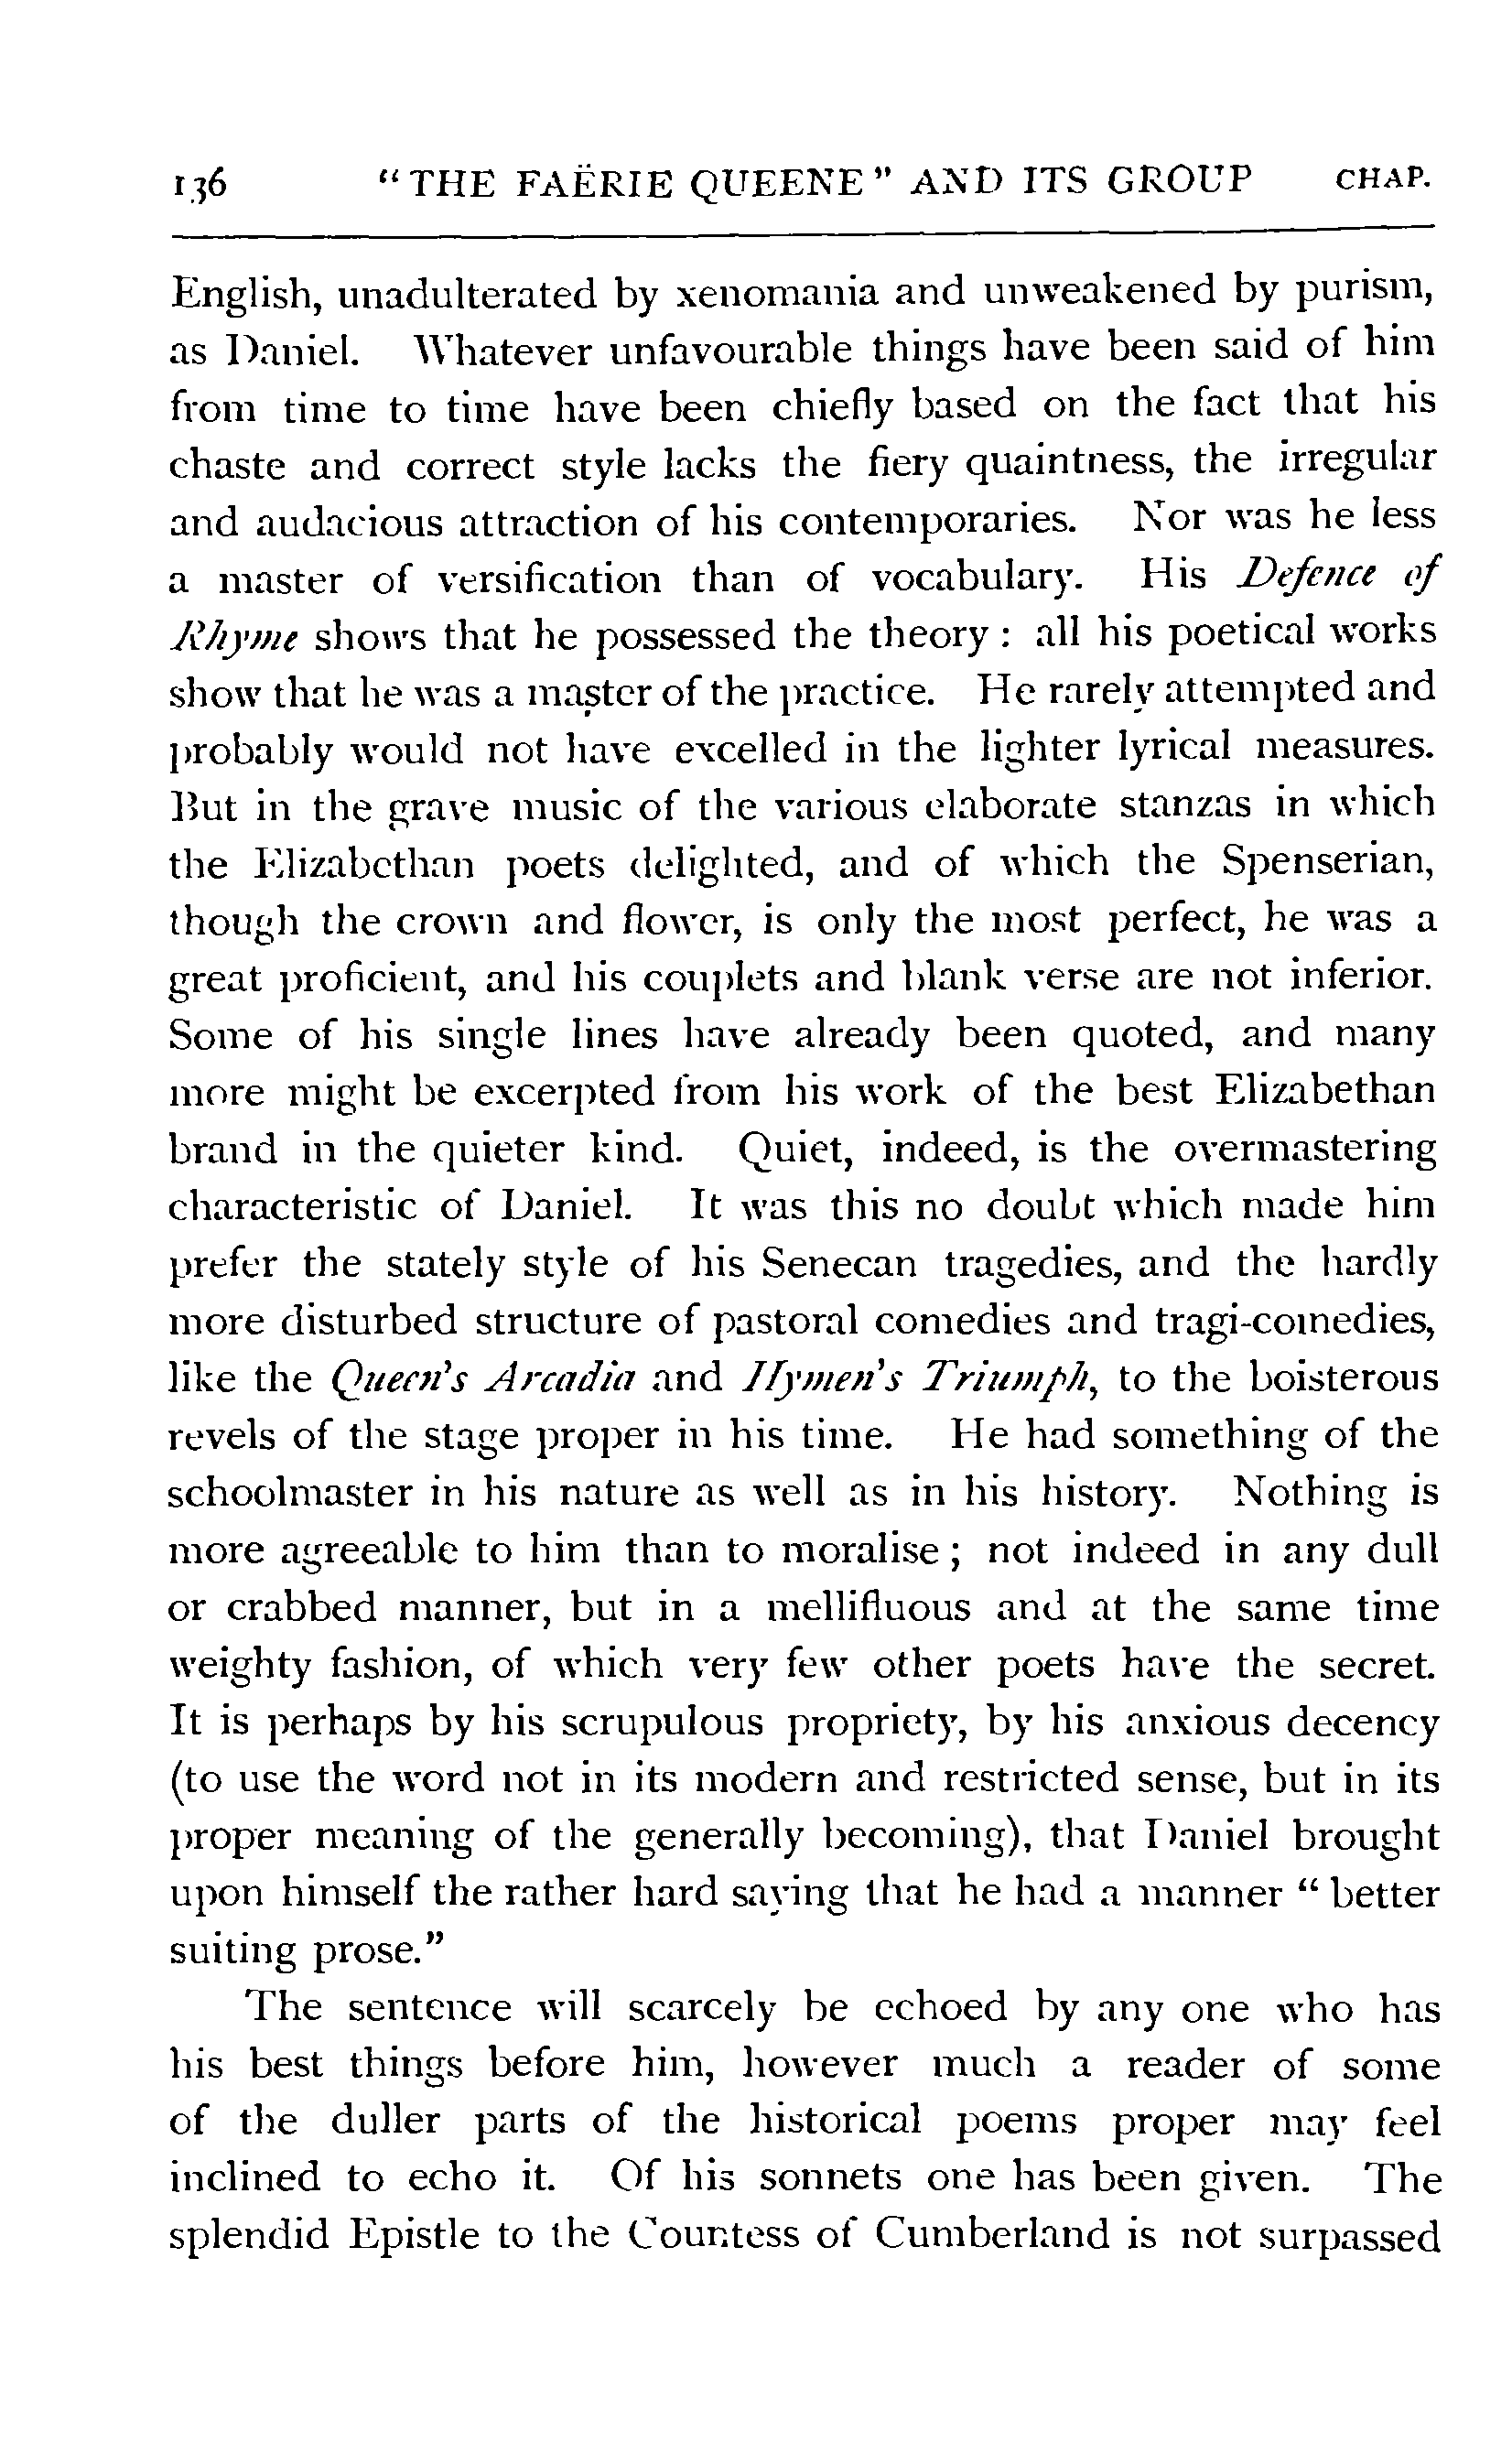 136 "THE FAËRIE QUEENE" AND ITS GROUP CHAP.
English, unadulterated by xenomania and unweakened by purism,
as Daniel. Whatever unfavourable things have been said of him
from time to time have been chiefly based on the fact that his
chaste and correct style lacks the fiery quaintness, the irregular
and audacious attraction of his contemporaries. Nor was he less
a master of versification than of vocabulary. His Defence of
Rhyme shows that he possessed the theory : all his poetical works
show that he was a master of the practice. He rarely attempted and
probably would not have excelled in the lighter lyrical measures.
But in the grave music of the various elaborate stanzas in which
the Elizabethan poets delighted, and of which the Spenserian,
though the crown and flower, is only the most perfect, he was a
great proficient, and his couplets and blank verse are not inferior.
Some of his single lines have already been quoted, and many
more might be excerpted from his work of the best Elizabethan
brand in the quieter kind. Quiet, indeed, is the overmastering
characteristic of Daniel. It was this no doubt which made him
prefer the stately style of his Senecan tragedies, and the hardly
more disturbed structure of pastoral comedies and tragi-comedies,
like the Queen's Arcadia and Hymen's Triumph, to the boisterous
revels of the stage proper in his time. He had something of the
schoolmaster in his nature as well as in his history. Nothing is
more agreeable to him than to moralise ; not indeed in any dull
or crabbed manner, but in a mellifluous and at the same time
weighty fashion, of which very few other poets have the secret.
It is perhaps by his scrupulous propriety, by his anxious decency
(to use the word not in its modern and restricted sense, but in its
proper meaning of the generally becoming), that Daniel brought
upon himself the rather hard saying that he had a manner "better
suiting prose."
The sentence will scarcely be echoed by any one who has
his best things before him, however much a reader of some
of the duller parts of the historical poems proper may feel
inclined to echo it. Of his sonnets one has been given. The
splendid Epistle to the Countess of Cumberland is not surpassed